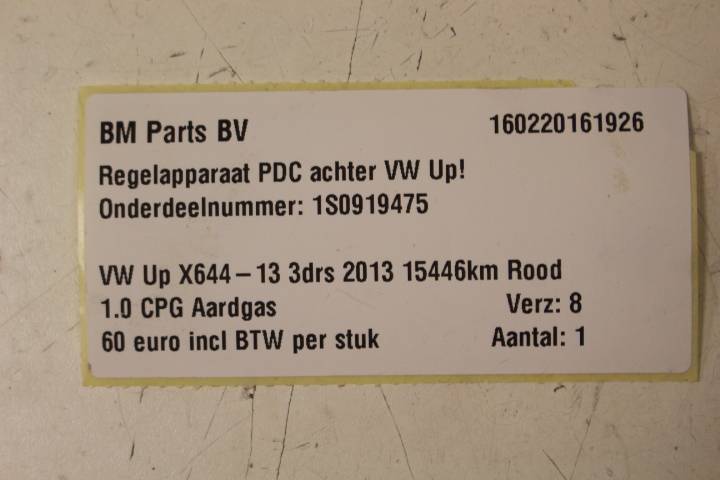 BM Parts BV 160220161926
Regelapparaat PDC achter VW Up!
Onderdeelnummer: 1S0919475
VW Up X644-13 3drs 2013 15446km Rood
1.0 CPG Aardgas Verz: 8
60 euro incl BTW per stuk Aantal: 1